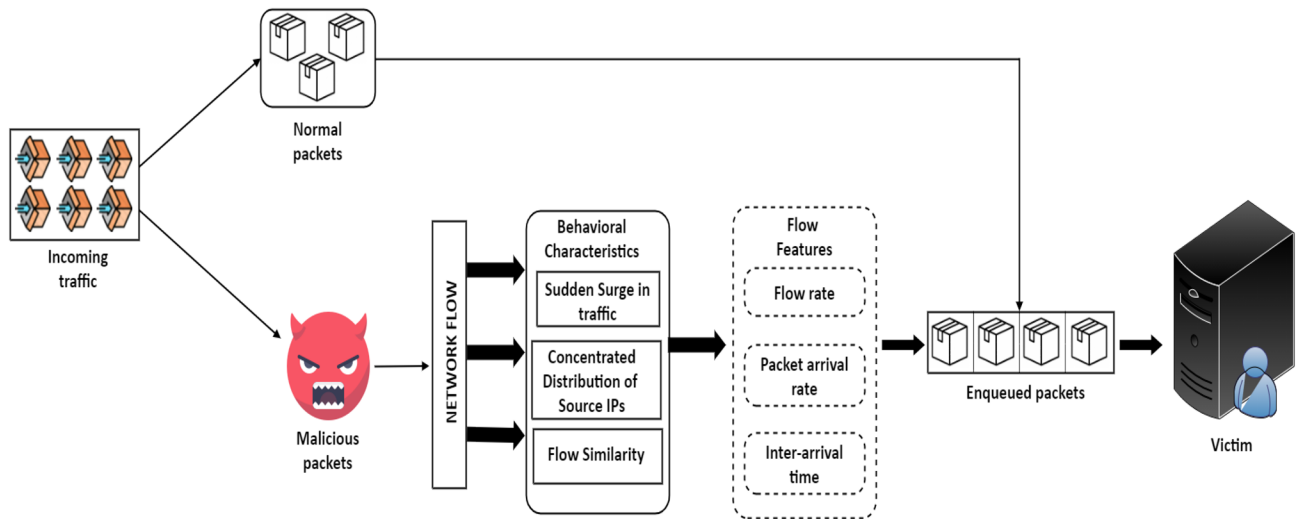 Incoming
traffic
Normal
packets
Malicious
packets
NETWORK FLOW
Behavioral
Characteristics
Sudden Surge in
traffic
Concentrated
Distribution of
Source IPs
Flow Similarity
Flow
Features
Flow rate
Packet arrival
rate
Inter-arrival
time
Enqueued packets
Victim